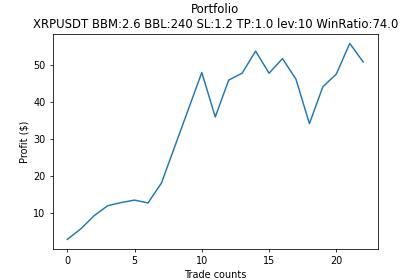 Portfolio
XRPUSDT BBM:2.6 BBL:240 SL:1.2 TP:1.0 lev:10 WinRatio:74.0
50
40
30
20
10
Profit ($)
0 5 10 15 20
Trade counts